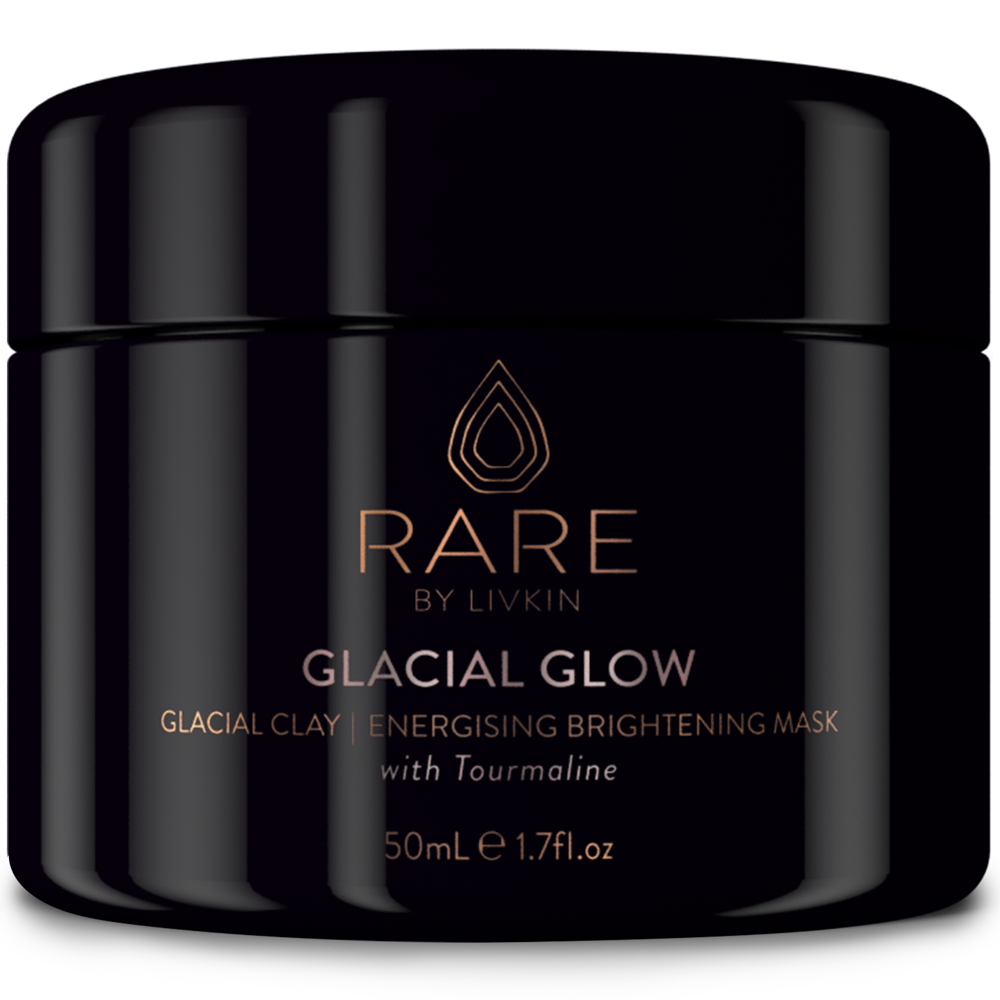 RARE
BY LIVKIN
GLACIAL GLOW
GLACIAL CLAY | ENERGISING BRIGHTENING MASK
with Tourmaline
50mL ℮ 1.7fl.oz